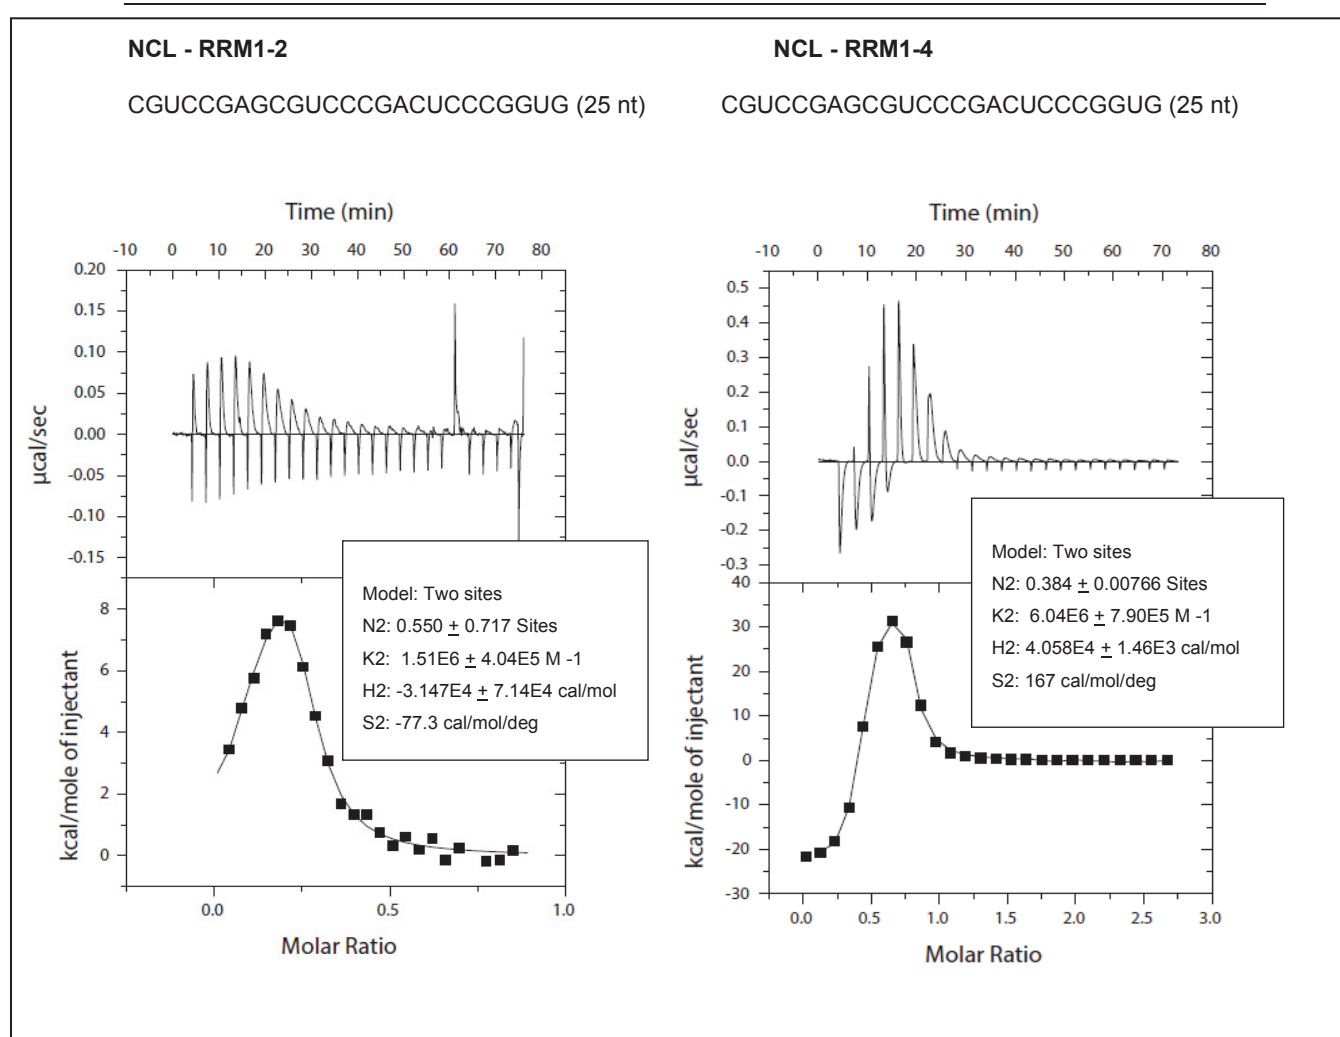 NCL - RRM1-2
CGUCCGAGCGUCCCGACUCCCGGUG (25 nt)
Time (min)
-10 0 10 20 30 40 50 60 70 80
0.20
0.15
0.10
0.05
0.00
-0.05
-0.10
-0.15
µcal/sec
Model: Two sites
N2: 0.550 ± 0.717 Sites
K2: 1.51E6 ± 4.04E5 M -1
H2: -3.147E4 ± 7.14E4 cal/mol
S2: -77.3 cal/mol/deg
8
6
4
2
0
kcal/mole of injectant
0.0 0.5 1.0
Molar Ratio
NCL - RRM1-4
CGUCCGAGCGUCCCGACUCCCGGUG (25 nt)
Time (min)
-10 0 10 20 30 40 50 60 70 80
0.5
0.4
0.3
0.2
0.1
0.0
-0.1
-0.2
-0.3
µcal/sec
Model: Two sites
N2: 0.384 ± 0.00766 Sites
K2: 6.04E6 ± 7.90E5 M -1
H2: 4.058E4 ± 1.46E3 cal/mol
S2: 167 cal/mol/deg
40
30
20
10
0
-10
-20
-30
kcal/mole of injectant
0.0 0.5 1.0 1.5 2.0 2.5 3.0
Molar Ratio